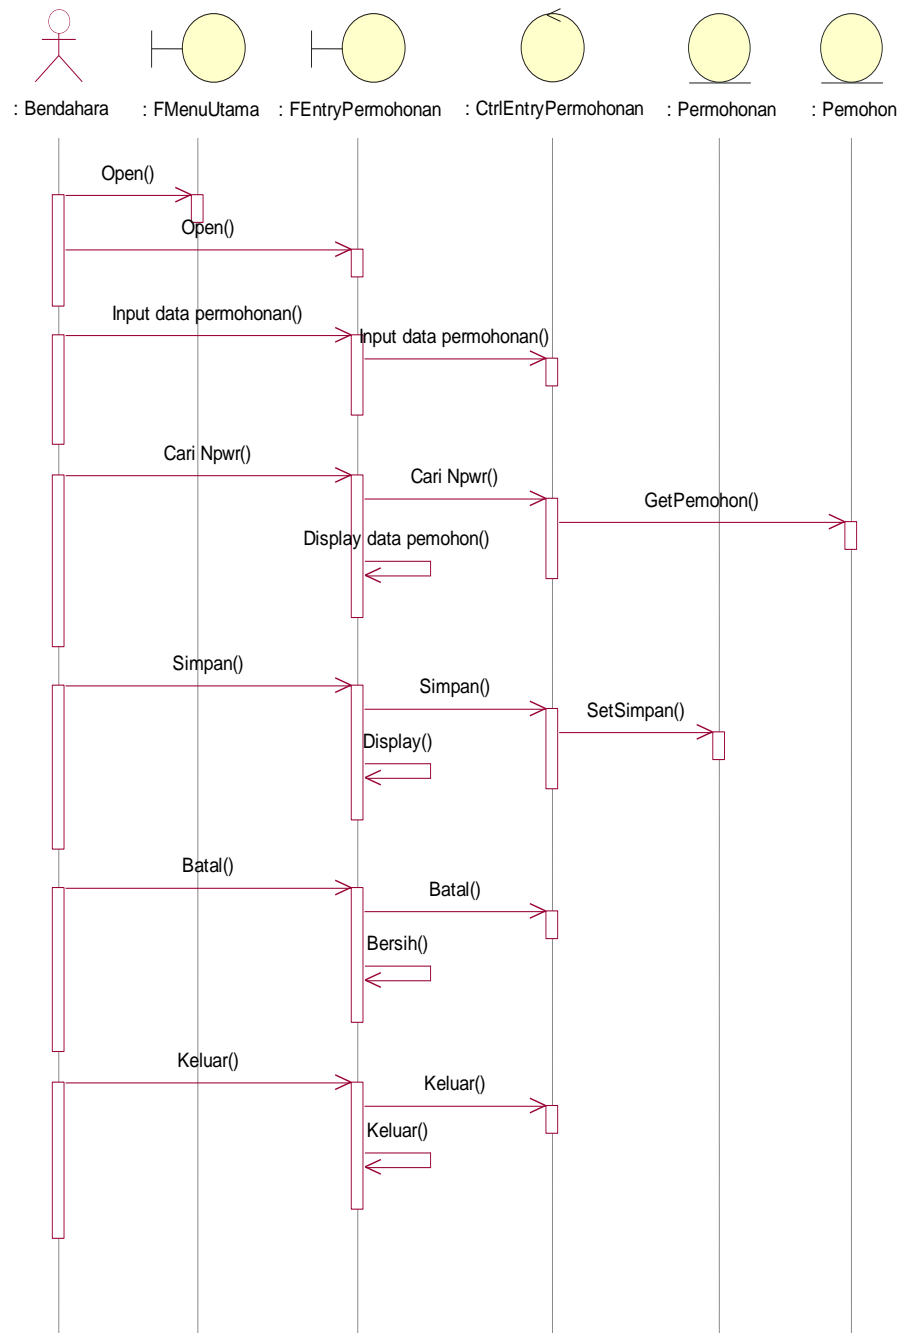 : Bendahara
: FMenuUtama
: FEntryPermohonan
: CtrlEntryPermohonan
: Permohonan
: Pemohon
Open()
Open()
Input data permohonan()
Input data permohonan()
Cari Npwr()
Cari Npwr()
GetPemohon()
Display data pemohon()
Simpan()
Simpan()
SetSimpan()
Display()
Batal()
Batal()
Bersih()
Keluar()
Keluar()
Keluar()